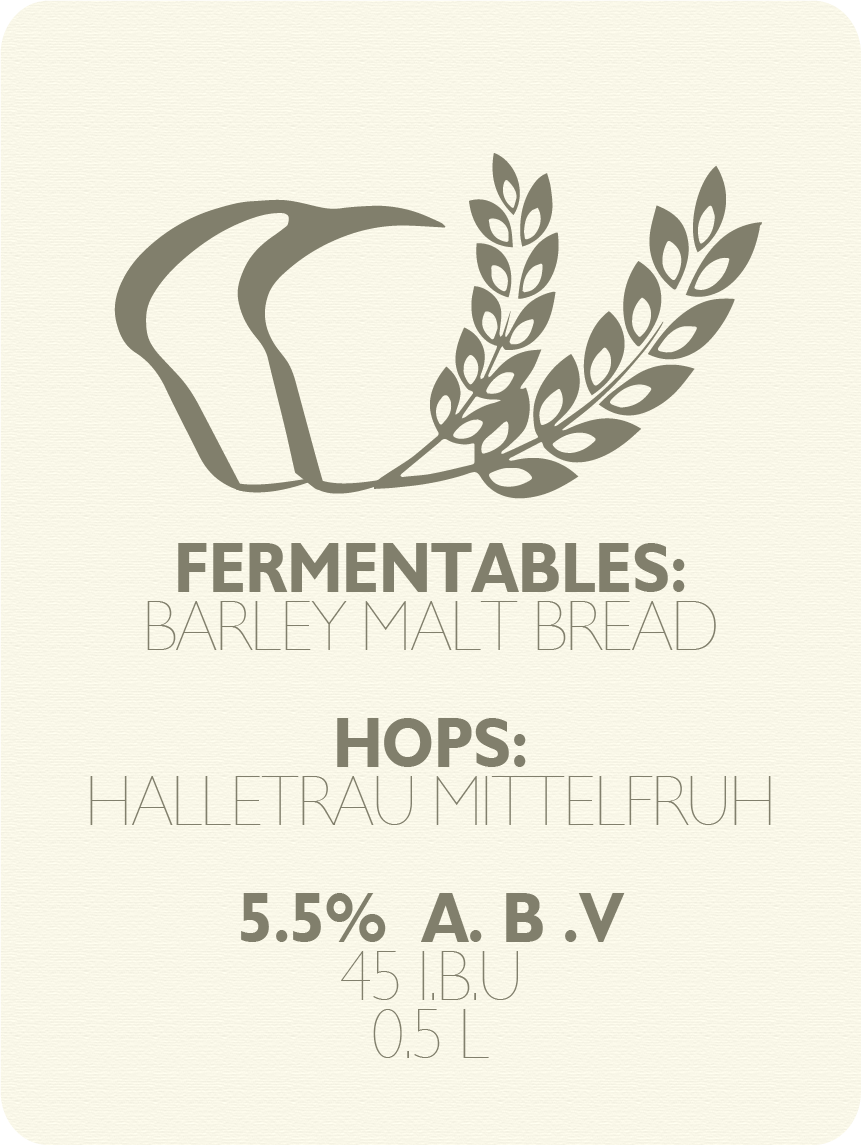 FERMENTABLES:
BARLEY MALT BREAD
HOPS:
HALLETRAU MITTELFRUH
5.5% A. B .V
45 I.B.U
0.5 L